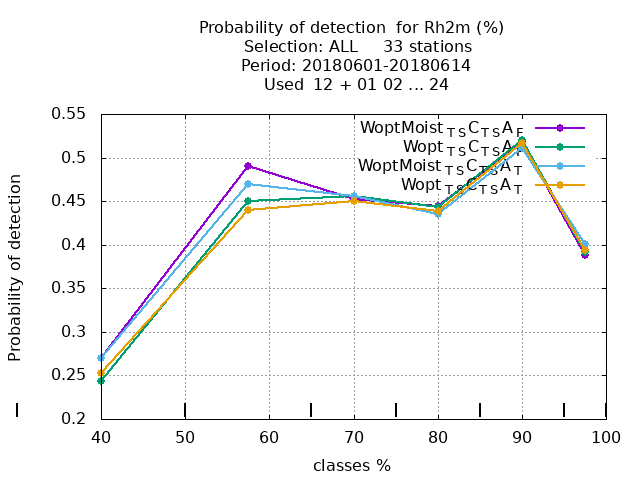 Probability of detection for Rh2m (%)
Selection: ALL 33 stations
Period: 20180601-20180614
Used 12 + 01 02 ... 24
WoptMoist TS C TS A F
Wopt TS C TS A F
WoptMoist TS C TS A T
Wopt TS C TS A T
Probability of detection
0.55
0.5
0.45
0.4
0.35
0.3
0.25
0.2
40 50 60 70 80 90 100
classes %